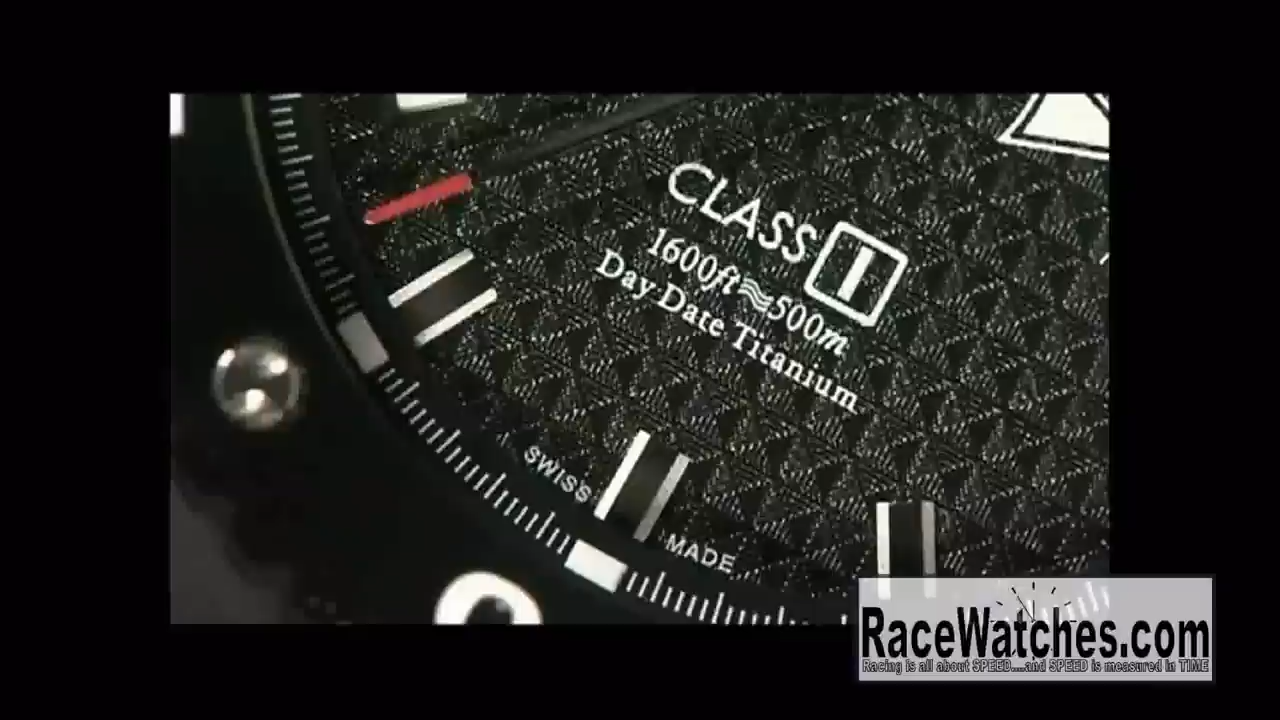 CLASS 1
1600ft≈500m
Day·Date Titanium
SWISS MADE
RaceWatches.com
Racing is all about SPEED....and SPEED is measured in TIME